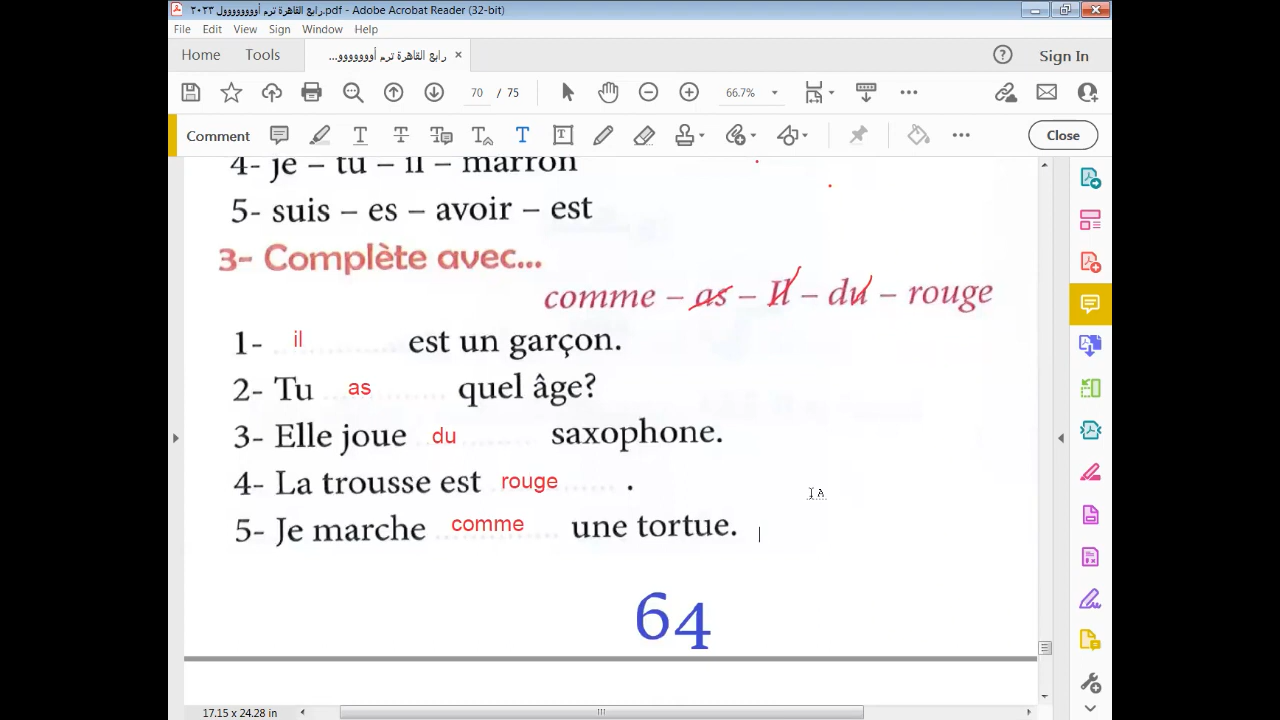 رابع القاهرة ترم أووووووول ٢٠٢٣.pdf - Adobe Acrobat Reader (32-bit)
File Edit View Sign Window Help
Home Tools رابع القاهرة ترم أووووووو... × Sign In
70 / 75 66.7%
Comment Close
4- je – tu – il – marron
5- suis – es – avoir – est
3- Complète avec...
comme – as – Il – du – rouge
1- il est un garçon.
2- Tu as quel âge?
3- Elle joue du saxophone.
4- La trousse est rouge .
5- Je marche comme une tortue.
64
17.15 x 24.28 in